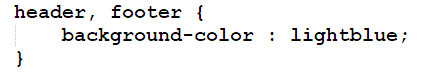 header, footer {
    background-color : lightblue;
}